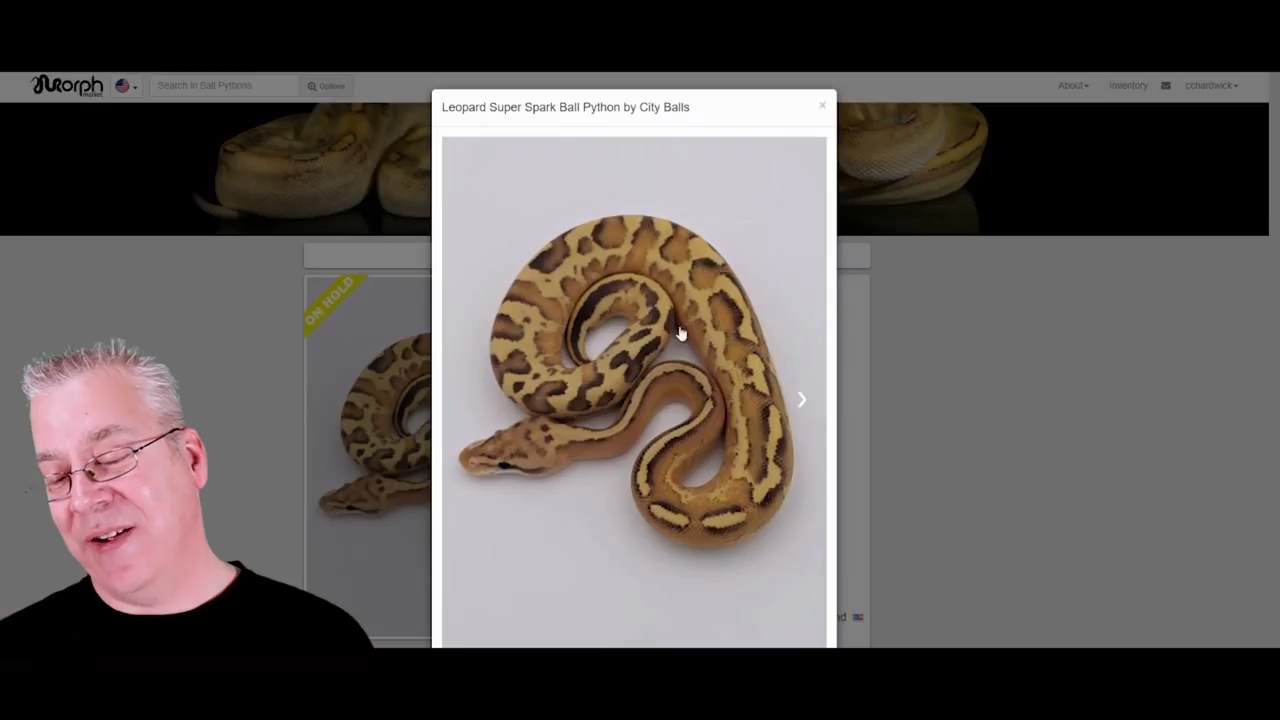 Morph market
Search in Ball Pythons
Options
About
Inventory
cchardwick
Leopard Super Spark Ball Python by City Balls
×
ON HOLD